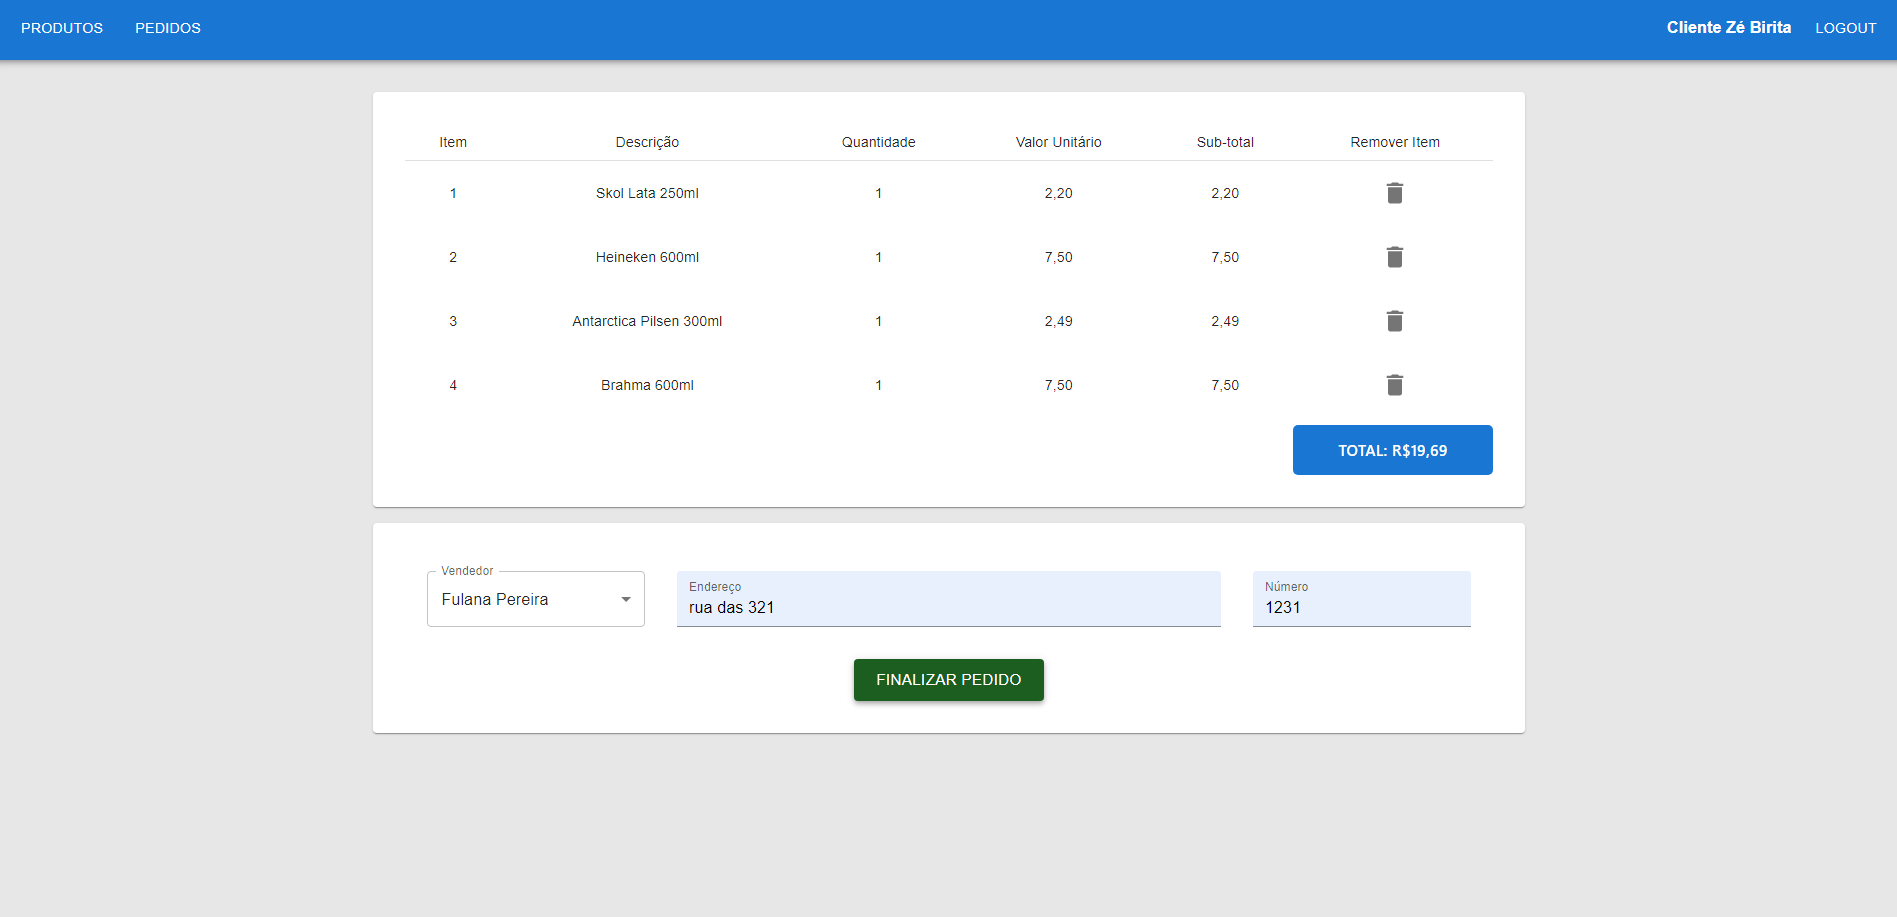 PRODUTOS PEDIDOS Cliente Zé Birita LOGOUT
Item Descrição Quantidade Valor Unitário Sub-total Remover Item
1 Skol Lata 250ml 1 2,20 2,20
2 Heineken 600ml 1 7,50 7,50
3 Antarctica Pilsen 300ml 1 2,49 2,49
4 Brahma 600ml 1 7,50 7,50
TOTAL: R$19,69
Vendedor Endereço Número
Fulana Pereira rua das 321 1231
FINALIZAR PEDIDO